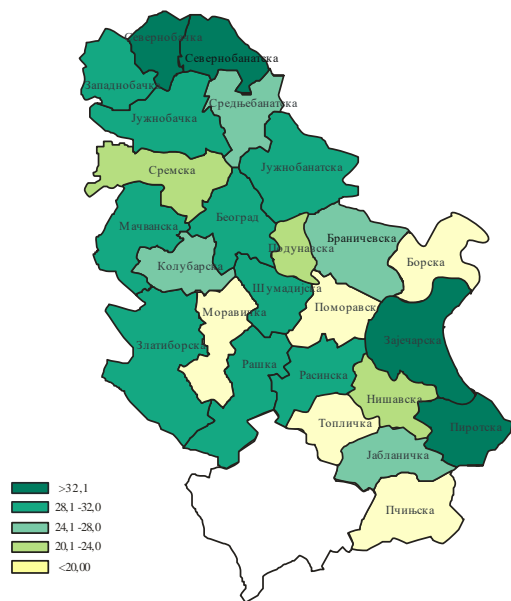 Севернобачка
Севернобанатска
Западнобачка
Средњебанатска
Јужнобачка
Сремска
Јужнобанатска
Мачванска
Београд
Подунавска
Браничевска
Борска
Колубарска
Шумадијска
Моравичка
Поморавск
Златиборска
Зајечарска
Рашка
Расинска
Нишавска
Топличка
Пиротска
Јабланичка
Пчињска
>32,1
28,1-32,0
24,1-28,0
20,1-24,0
<20,00